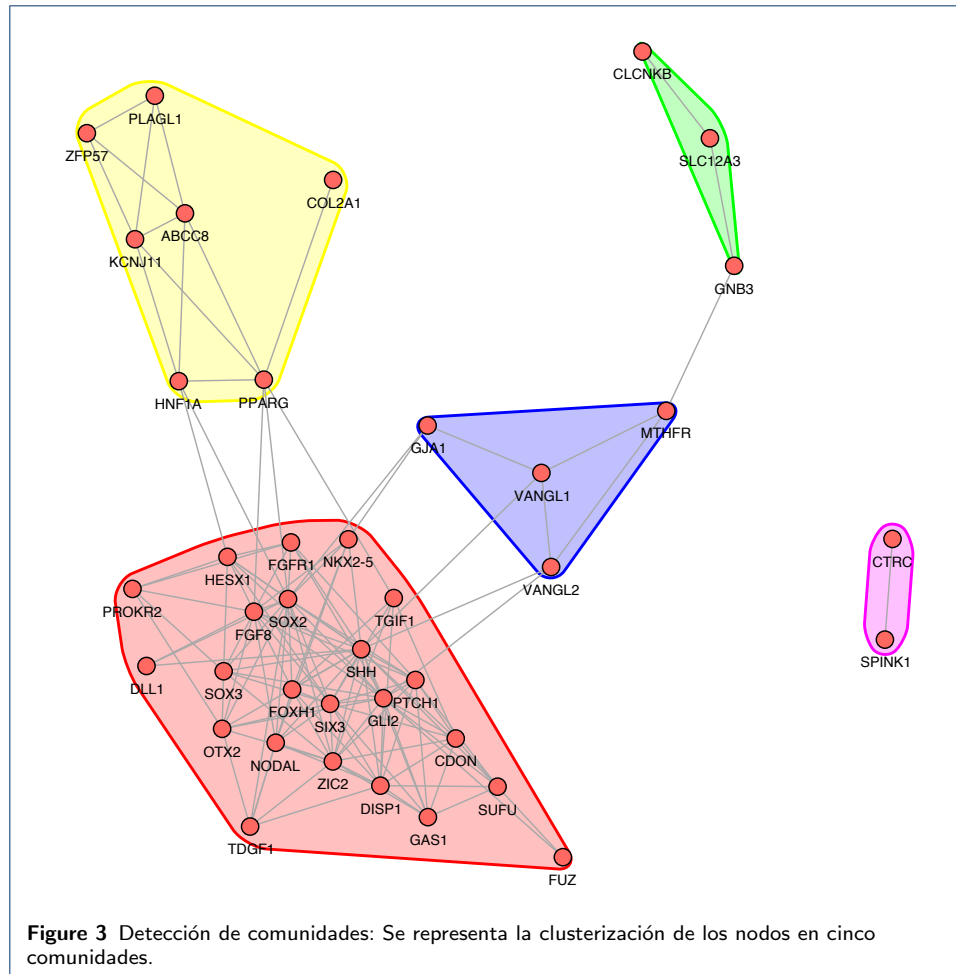 CLCNKB
PLAGL1
ZFP57
SLC12A3
COL2A1
ABCC8
KCNJ11
GNB3
HNF1A
PPARG
GJA1
MTHFR
VANGL1
CTRC
NKX2-5
FGFR1
HESX1
VANGL2
PROKR2
SOX2
TGIF1
FGF8
SPINK1
SHH
DLL1
SOX3
PTCH1
FOXH1
GLI2
SIX3
OTX2
NODAL
CDON
ZIC2
DISP1
SUFU
GAS1
TDGF1
FUZ
Figure 3 Detección de comunidades: Se representa la clusterización de los nodos en cinco
comunidades.